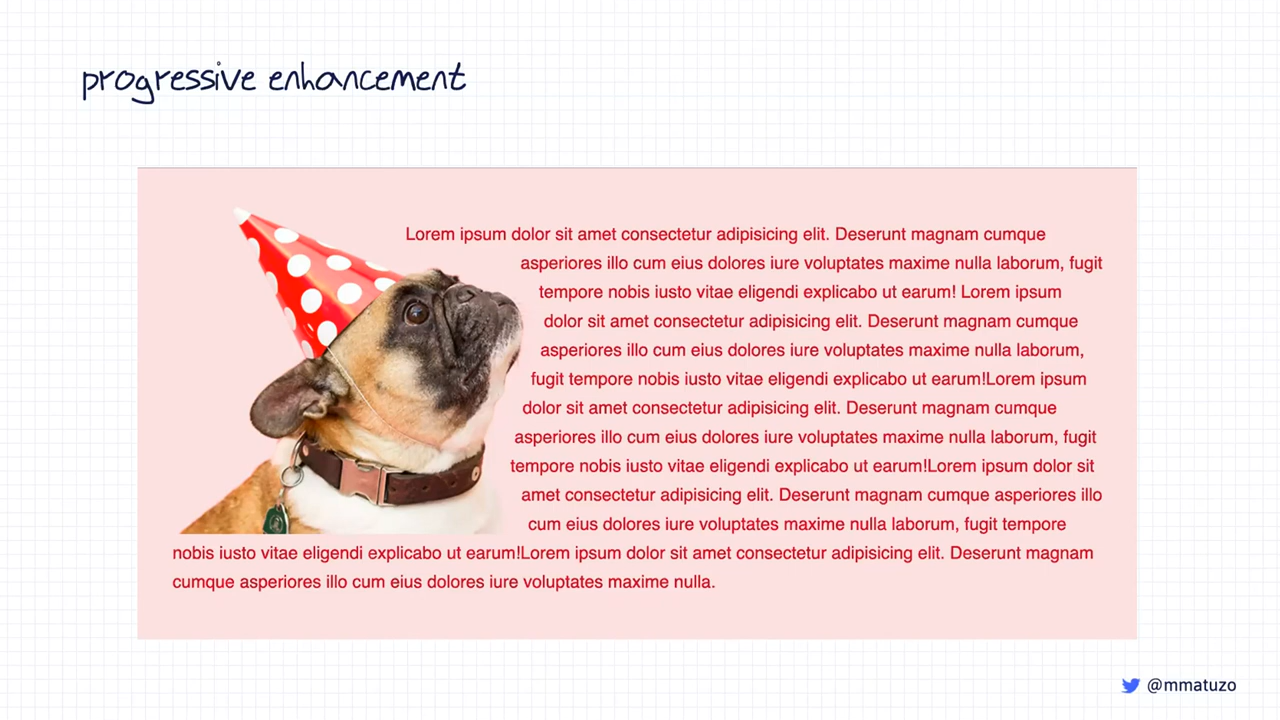 progressive enhancement
Lorem ipsum dolor sit amet consectetur adipisicing elit. Deserunt magnam cumque
asperiores illo cum eius dolores iure voluptates maxime nulla laborum, fugit
tempore nobis iusto vitae eligendi explicabo ut earum! Lorem ipsum
dolor sit amet consectetur adipisicing elit. Deserunt magnam cumque
asperiores illo cum eius dolores iure voluptates maxime nulla laborum,
fugit tempore nobis iusto vitae eligendi explicabo ut earum!Lorem ipsum
dolor sit amet consectetur adipisicing elit. Deserunt magnam cumque
asperiores illo cum eius dolores iure voluptates maxime nulla laborum, fugit
tempore nobis iusto vitae eligendi explicabo ut earum!Lorem ipsum dolor sit
amet consectetur adipisicing elit. Deserunt magnam cumque asperiores illo
cum eius dolores iure voluptates maxime nulla laborum, fugit tempore
nobis iusto vitae eligendi explicabo ut earum!Lorem ipsum dolor sit amet consectetur adipisicing elit. Deserunt magnam
cumque asperiores illo cum eius dolores iure voluptates maxime nulla.
@mmatuzo